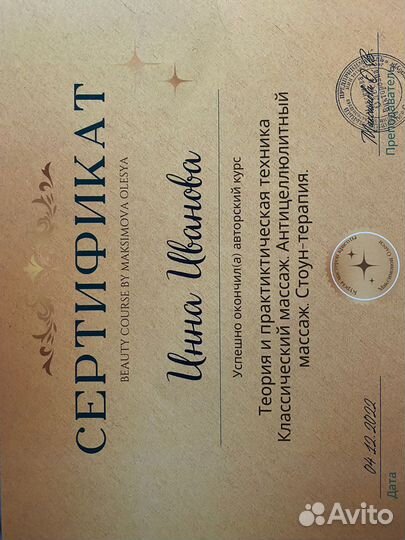 СЕРТИФИКАТ
BEAUTY COURSE BY MAKSIMOVA OLESYA
Инна Иванова
Успешно окончил(а) авторский курс
Теория и практиктическая техника
Классический массаж. Антицеллюлитный
массаж. Стоун-терапия.
04.12.2022
Дата
Преподаватель
Avito